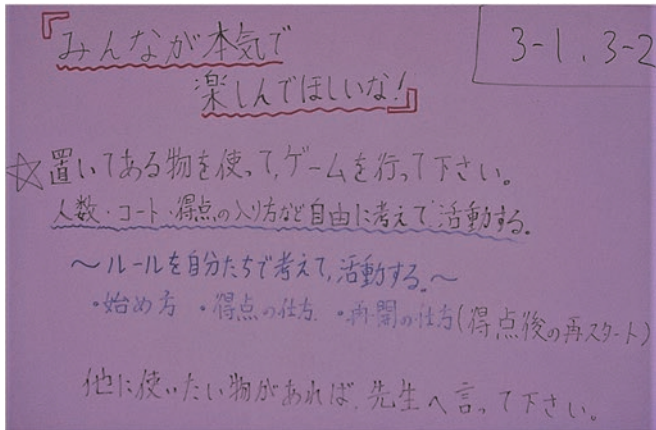 『みんなが本気で
楽しんでほしいな!』
3-1、3-2
☆置いてある物を使って、ゲームを行って下さい。
人数・コート・得点の入り方など自由に考えて活動する。
～ルールを自分たちで考えて、活動する。～
・始め方 ・得点の仕方 ・再開の仕方(得点後の再スタート)
他に使いたい物があれば、先生へ言って下さい。